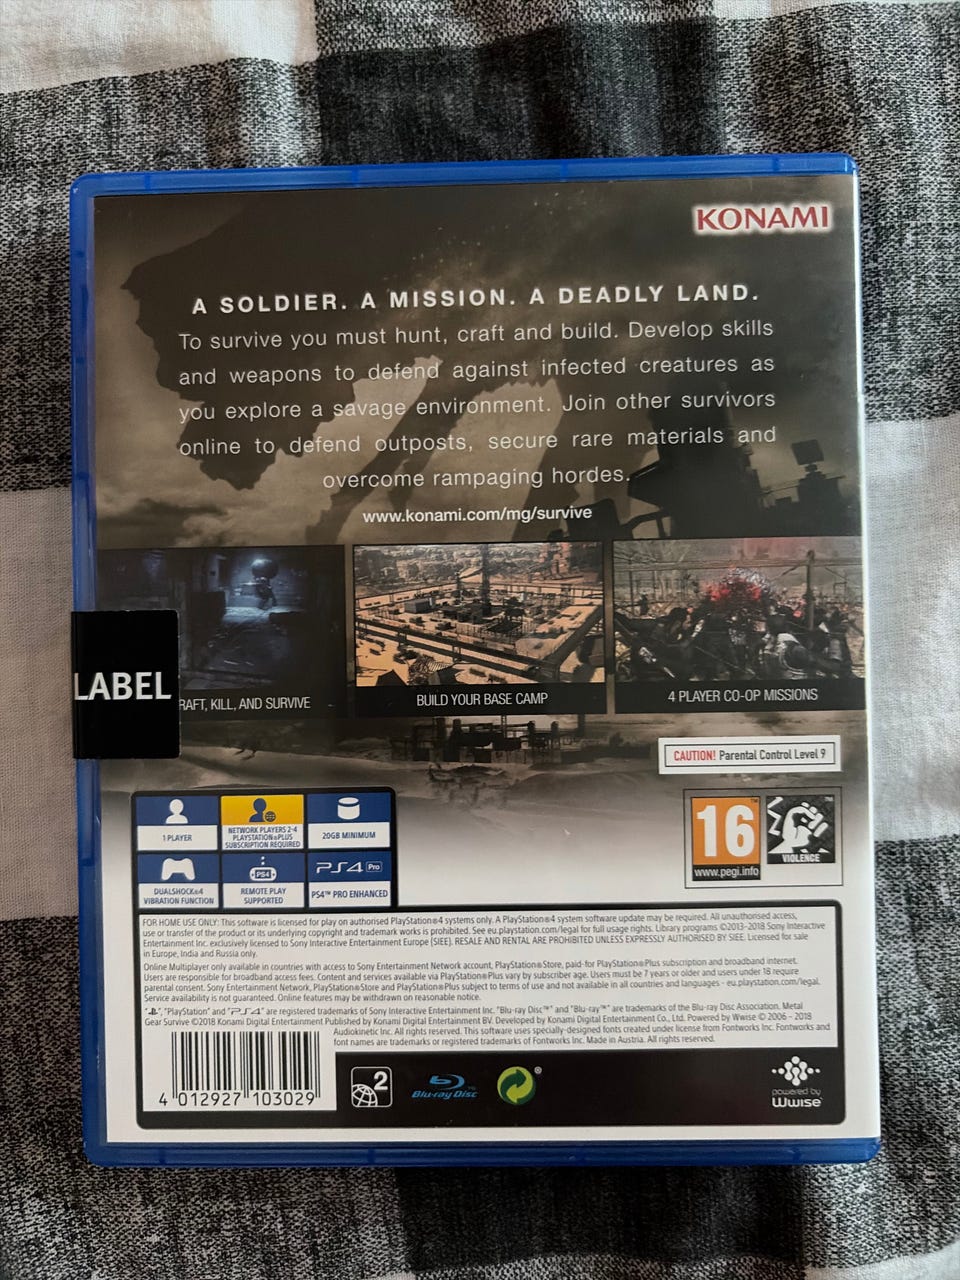 KONAMI
A SOLDIER. A MISSION. A DEADLY LAND.
To survive you must hunt, craft and build. Develop skills
and weapons to defend against infected creatures as
you explore a savage environment. Join other survivors
online to defend outposts, secure rare materials and
overcome rampaging hordes.
www.konami.com/mg/survive
LABEL
RAFT, KILL, AND SURVIVE
BUILD YOUR BASE CAMP
4 PLAYER CO-OP MISSIONS
CAUTION! Parental Control Level 9
1 PLAYER
NETWORK PLAYERS 2-4
PLAYSTATION®PLUS
SUBSCRIPTION REQUIRED
20GB MINIMUM
DUALSHOCK®4
VIBRATION FUNCTION
PS4
REMOTE PLAY
SUPPORTED
PS4 Pro
PS4™ PRO ENHANCED
16
www.pegi.info
VIOLENCE
FOR HOME USE ONLY: This software is licensed for play on authorised PlayStation®4 systems only. A PlayStation®4 system software update may be required. All unauthorised access,
use or transfer of the product or its underlying copyright and trademark works is prohibited. See eu.playstation.com/legal for full usage rights. Library programs ©2013-2018 Sony Interactive
Entertainment Inc. exclusively licensed to Sony Interactive Entertainment Europe (SIEE). RESALE AND RENTAL ARE PROHIBITED UNLESS EXPRESSLY AUTHORISED BY SIEE. Licensed for sale
in Europe, India and Russia only.
Online Multiplayer only available in countries with access to Sony Entertainment Network account, PlayStation®Store, paid-for PlayStation®Plus subscription and broadband internet.
Users are responsible for broadband access fees. Content and services available via PlayStation®Plus vary by subscriber age. Users must be 7 years or older and users under 18 require
parental consent. Sony Entertainment Network, PlayStation®Store and PlayStation®Plus subject to terms of use and not available in all countries and languages - eu.playstation.com/legal.
Service availability is not guaranteed. Online features may be withdrawn on reasonable notice.
"PlayStation" and "PS4" are registered trademarks of Sony Interactive Entertainment Inc. "Blu-ray Disc™" and "Blu-ray™" are trademarks of the Blu-ray Disc Association. Metal
Gear Survive ©2018 Konami Digital Entertainment Published by Konami Digital Entertainment BV. Developed by Konami Digital Entertainment Co., Ltd. Powered by Wwise © 2006 - 2018
Audiokinetic Inc. All rights reserved. This software uses specially-designed fonts created under license from Fontworks Inc. Fontworks and
font names are trademarks or registered trademarks of Fontworks Inc. Made in Austria. All rights reserved.
4 012927 103029
2
Blu-ray Disc
®
powered by
Wwise